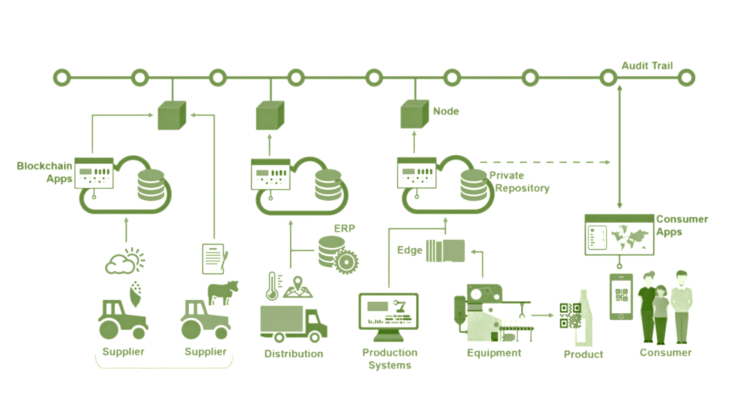 Audit Trail
Node
Blockchain
Apps
Private
Repository
Consumer
Apps
ERP
Edge
Supplier
Supplier
Distribution
Production
Systems
Equipment
Product
Consumer